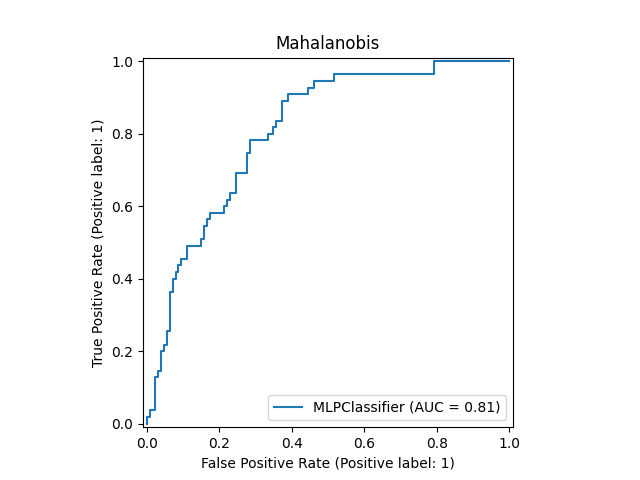 Mahalanobis
1.0
0.8
0.6
0.4
0.2
0.0
True Positive Rate (Positive label: 1)
MLPClassifier (AUC = 0.81)
0.0 0.2 0.4 0.6 0.8 1.0
False Positive Rate (Positive label: 1)